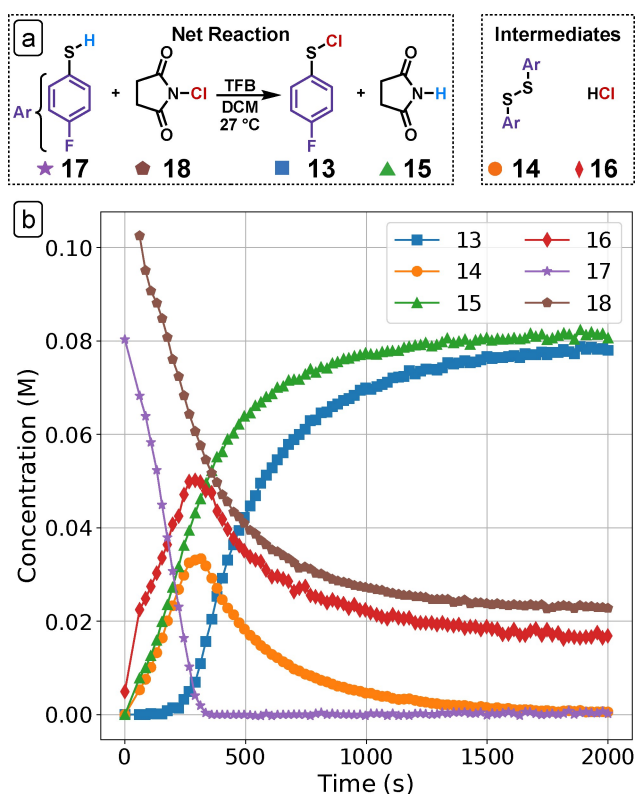 a
Net Reaction
Intermediates
S H
O
Ar
+
N Cl
O
F
TFB
DCM
27 °C
S Cl
F
+
O
N H
O
Ar
S
S
Ar
HCl
17
18
13
15
14
16
b
Concentration (M)
0.10
0.08
0.06
0.04
0.02
0.00
13
14
15
16
17
18
0
500
1000
1500
2000
Time (s)